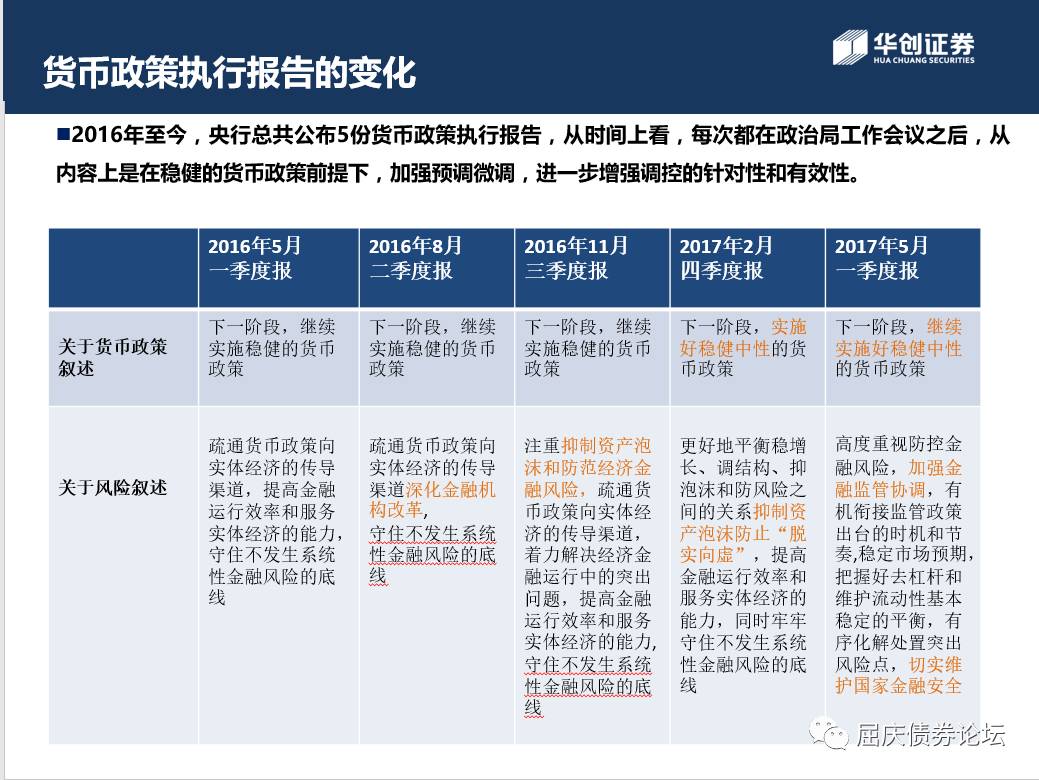 货币政策执行报告的变化
华创证券
HUA CHUANG SECURITIES
■2016年至今，央行总共公布5份货币政策执行报告，从时间上看，每次都在政治局工作会议之后，从
内容上是在稳健的货币政策前提下，加强预调微调，进一步增强调控的针对性和有效性。
2016年5月
一季度报
2016年8月
二季度报
2016年11月
三季度报
2017年2月
四季度报
2017年5月
一季度报
关于货币政策
叙述
下一阶段，继续
实施稳健的货币
政策
下一阶段，继续
实施稳健的货币
政策
下一阶段，继续
实施稳健的货币
政策
下一阶段，实施
好稳健中性的货
币政策
下一阶段，继续
实施好稳健中性
的货币政策
关于风险叙述
疏通货币政策向
实体经济的传导
渠道，提高金融
运行效率和服务
实体经济的能力，
守住不发生系统
性金融风险的底
线
疏通货币政策向
实体经济的传导
渠道深化金融机
构改革,
守住不发生系统
性金融风险的底
线
注重抑制资产泡
沫和防范经济金
融风险，疏通货
币政策向实体经
济的传导渠道，
着力解决经济金
融运行中的突出
问题，提高金融
运行效率和服务
实体经济的能力,
守住不发生系统
性金融风险的底
线
更好地平衡稳增
长、调结构、抑
泡沫和防风险之
间的关系抑制资
产泡沫防止“脱
实向虚”，提高
金融运行效率和
服务实体经济的
能力，同时牢牢
守住不发生系统
性金融风险的底
线
高度重视防控金
融风险，加强金
融监管协调，有
机衔接监管政策
出台的时机和节
奏,稳定市场预期，
把握好去杠杆和
维护流动性基本
稳定的平衡，有
序化解处置突出
风险点，切实维
护国家金融安全
屈庆债券论坛